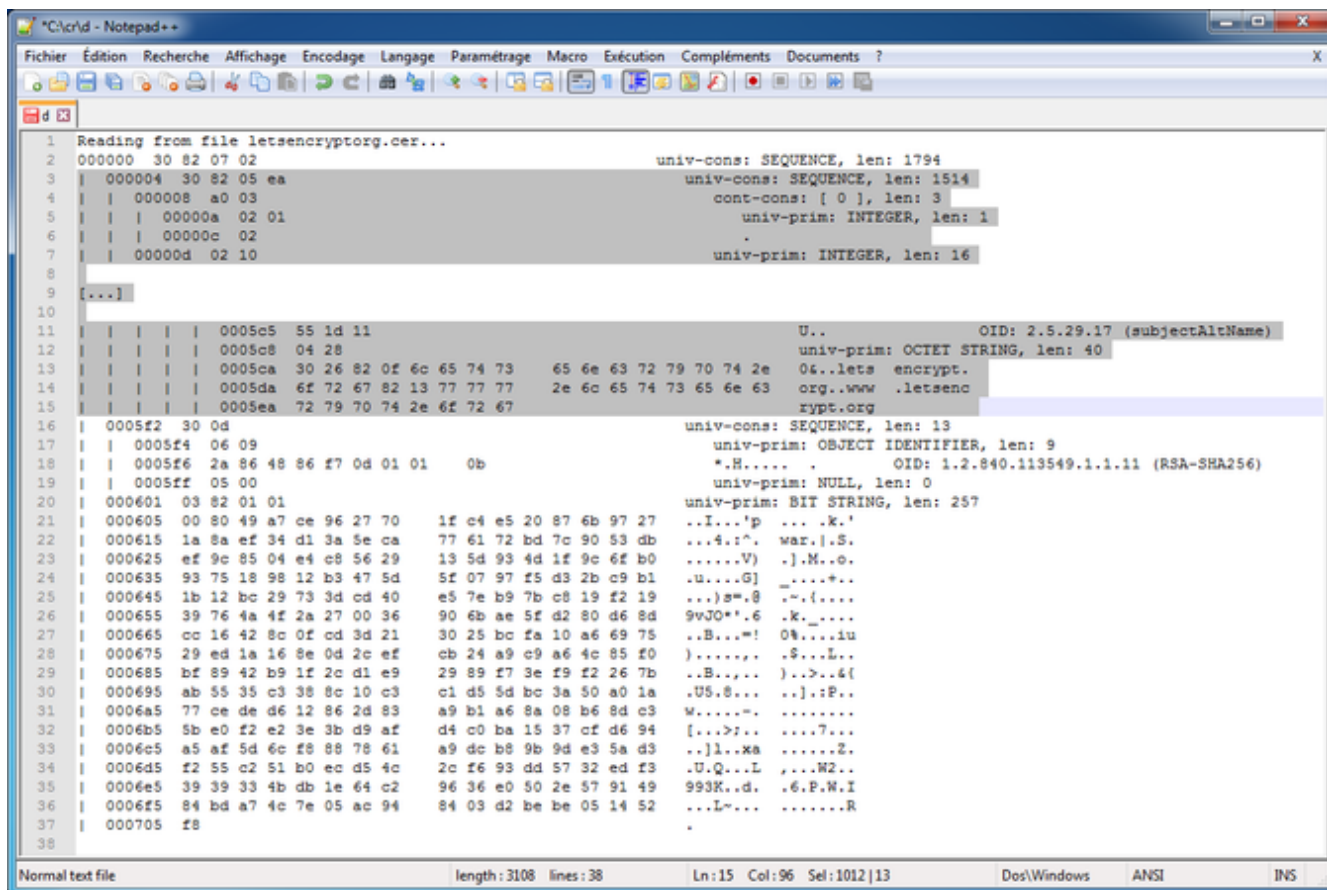 *C:\cr\d - Notepad++
Fichier Édition Recherche Affichage Encodage Langage Paramétrage Macro Exécution Compléments Documents ? X
d
1 Reading from file letsencryptorg.cer...
2 000000 30 82 07 02 univ-cons: SEQUENCE, len: 1794
3 | 000004 30 82 05 ea univ-cons: SEQUENCE, len: 1514
4 | | 000008 a0 03 cont-cons: [ 0 ], len: 3
5 | | | 00000a 02 01 univ-prim: INTEGER, len: 1
6 | | | 00000c 02 .
7 | | 00000d 02 10 univ-prim: INTEGER, len: 16
8
9 [...]
10
11 | | | | | 0005c5 55 1d 11 U.. OID: 2.5.29.17 (subjectAltName)
12 | | | | | 0005c8 04 28 univ-prim: OCTET STRING, len: 40
13 | | | | | 0005ca 30 26 82 0f 6c 65 74 73 65 6e 63 72 79 70 74 2e 0&..lets encrypt.
14 | | | | | 0005da 6f 72 67 82 13 77 77 77 2e 6c 65 74 73 65 6e 63 org..www .letsenc
15 | | | | | 0005ea 72 79 70 74 2e 6f 72 67 rypt.org
16 | 0005f2 30 0d univ-cons: SEQUENCE, len: 13
17 | | 0005f4 06 09 univ-prim: OBJECT IDENTIFIER, len: 9
18 | | 0005f6 2a 86 48 86 f7 0d 01 01 0b *.H..... . OID: 1.2.840.113549.1.1.11 (RSA-SHA256)
19 | | 0005ff 05 00 univ-prim: NULL, len: 0
20 | 000601 03 82 01 01 univ-prim: BIT STRING, len: 257
21 | 000605 00 80 49 a7 ce 96 27 70 1f c4 e5 20 87 6b 97 27 ..I...'p ... .k.'
22 | 000615 1a 8a ef 34 d1 3a 5e ca 77 61 72 bd 7c 90 53 db ...4.:^. war.|.S.
23 | 000625 ef 9c 85 04 e4 c8 56 29 13 5d 93 4d 1f 9c 6f b0 ......V) .].M..o.
24 | 000635 93 75 18 98 12 b3 47 5d 5f 07 97 f5 d3 2b c9 b1 .u....G] _....+..
25 | 000645 1b 12 bc 29 73 3d cd 40 e5 7e b9 7b c8 19 f2 19 ...)s=.@ .~.{....
26 | 000655 39 76 4a 4f 2a 27 00 36 90 6b ae 5f d2 80 d6 8d 9vJO*'.6 .k._....
27 | 000665 cc 16 42 8c 0f cd 3d 21 30 25 bc fa 10 a6 69 75 ..B...=! 0%....iu
28 | 000675 29 ed 1a 16 8e 0d 2c ef cb 24 a9 c9 a6 4c 85 f0 ).....,. .$...L..
29 | 000685 bf 89 42 b9 1f 2c d1 e9 29 89 f7 3e f9 f2 26 7b ..B..,.. )..>..&{
30 | 000695 ab 55 35 c3 38 8c 10 c3 c1 d5 5d bc 3a 50 a0 1a .U5.8... ..].:P..
31 | 0006a5 77 ce de d6 12 86 2d 83 a9 b1 a6 8a 08 b6 8d c3 w.....-. ........
32 | 0006b5 5b e0 f2 e2 3e 3b d9 af d4 c0 ba 15 37 cf d6 94 [...>;.. ....7...
33 | 0006c5 a5 af 5d 6c f8 88 78 61 a9 dc b8 9b 9d e3 5a d3 ..]l..xa ......Z.
34 | 0006d5 f2 55 c2 51 b0 ec d5 4c 2c f6 93 dd 57 32 ed f3 .U.Q...L ,...W2..
35 | 0006e5 39 39 33 4b db 1e 64 c2 96 36 e0 50 2e 57 91 49 993K..d. .6.P.W.I
36 | 0006f5 84 bd a7 4c 7e 05 ac 94 84 03 d2 be be 05 14 52 ...L~... .......R
37 | 000705 f8 .
38
Normal text file length : 3108 lines : 38 Ln : 15 Col : 96 Sel : 1012 | 13 Dos\Windows ANSI INS